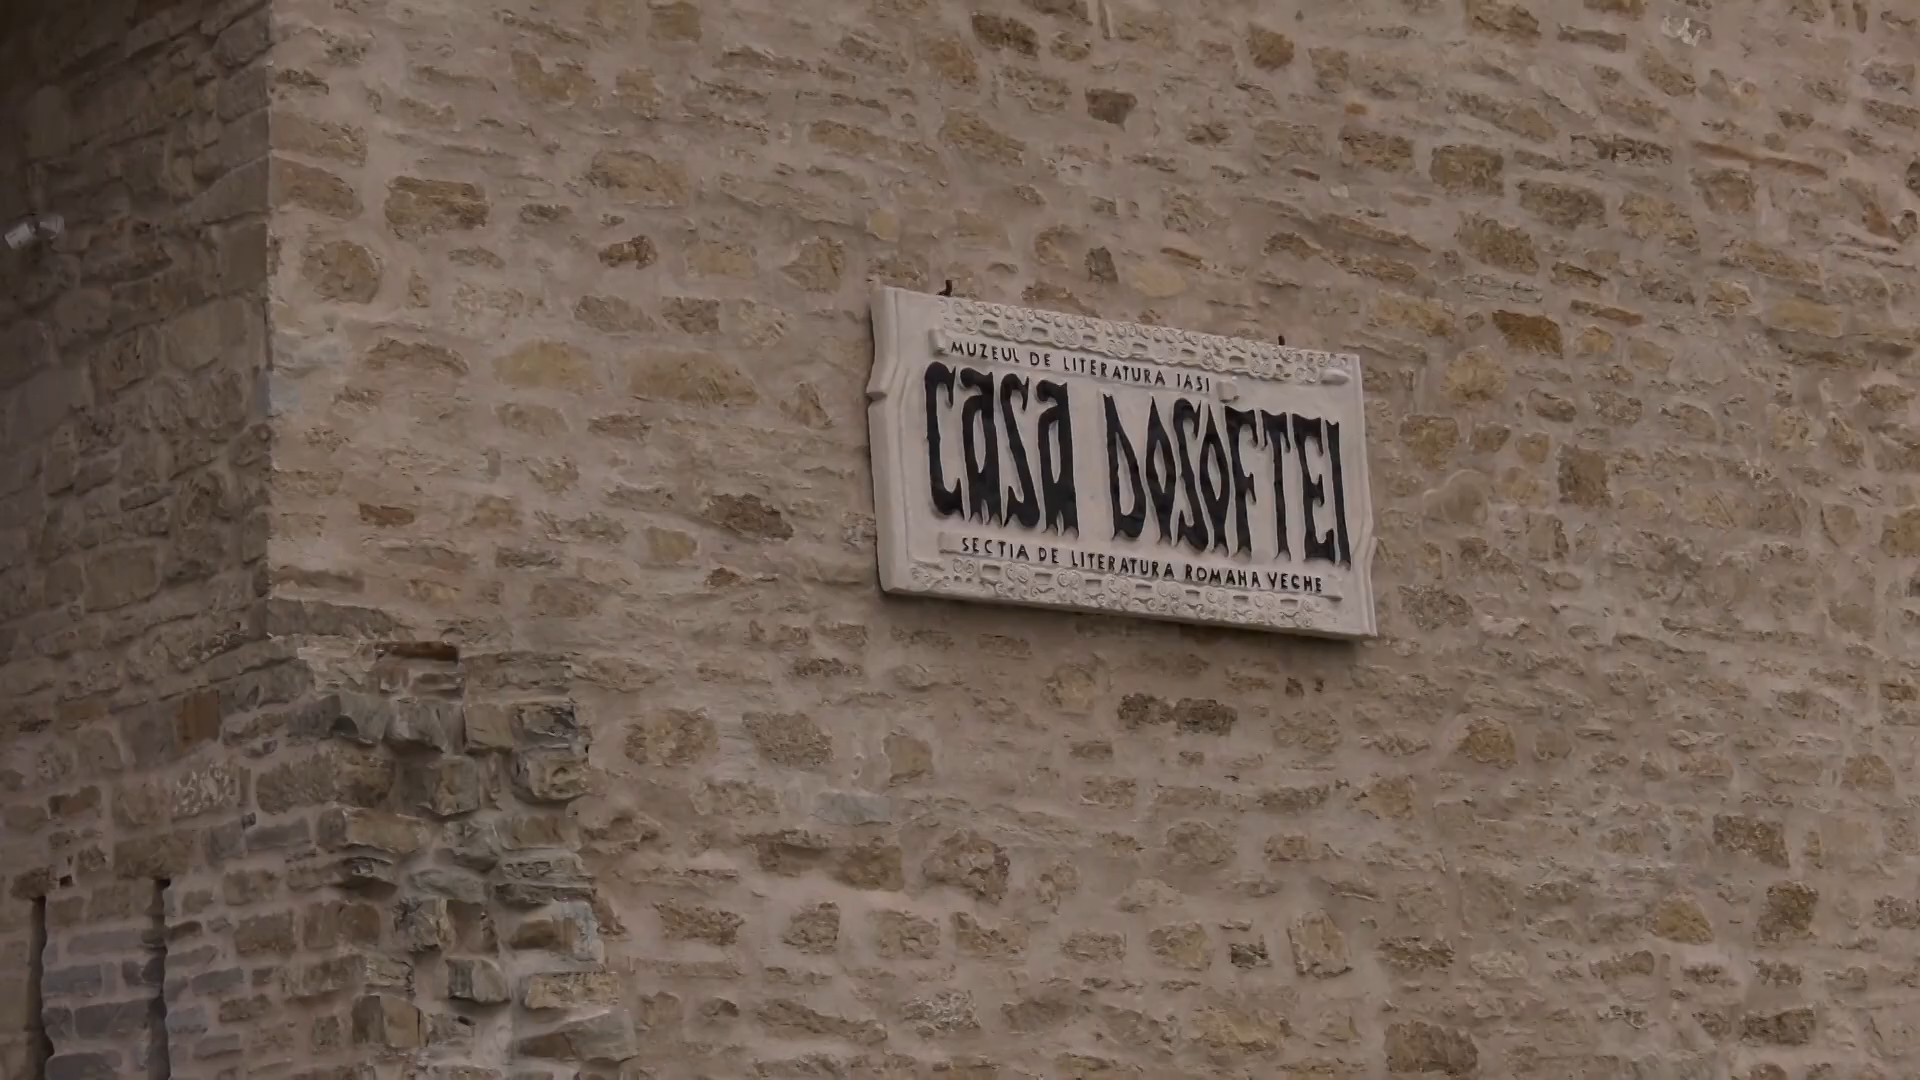 MUZEUL DE LITERATURA IASI
CASA DOSOFTEI
SECTIA DE LITERATURA ROMANA VECHE